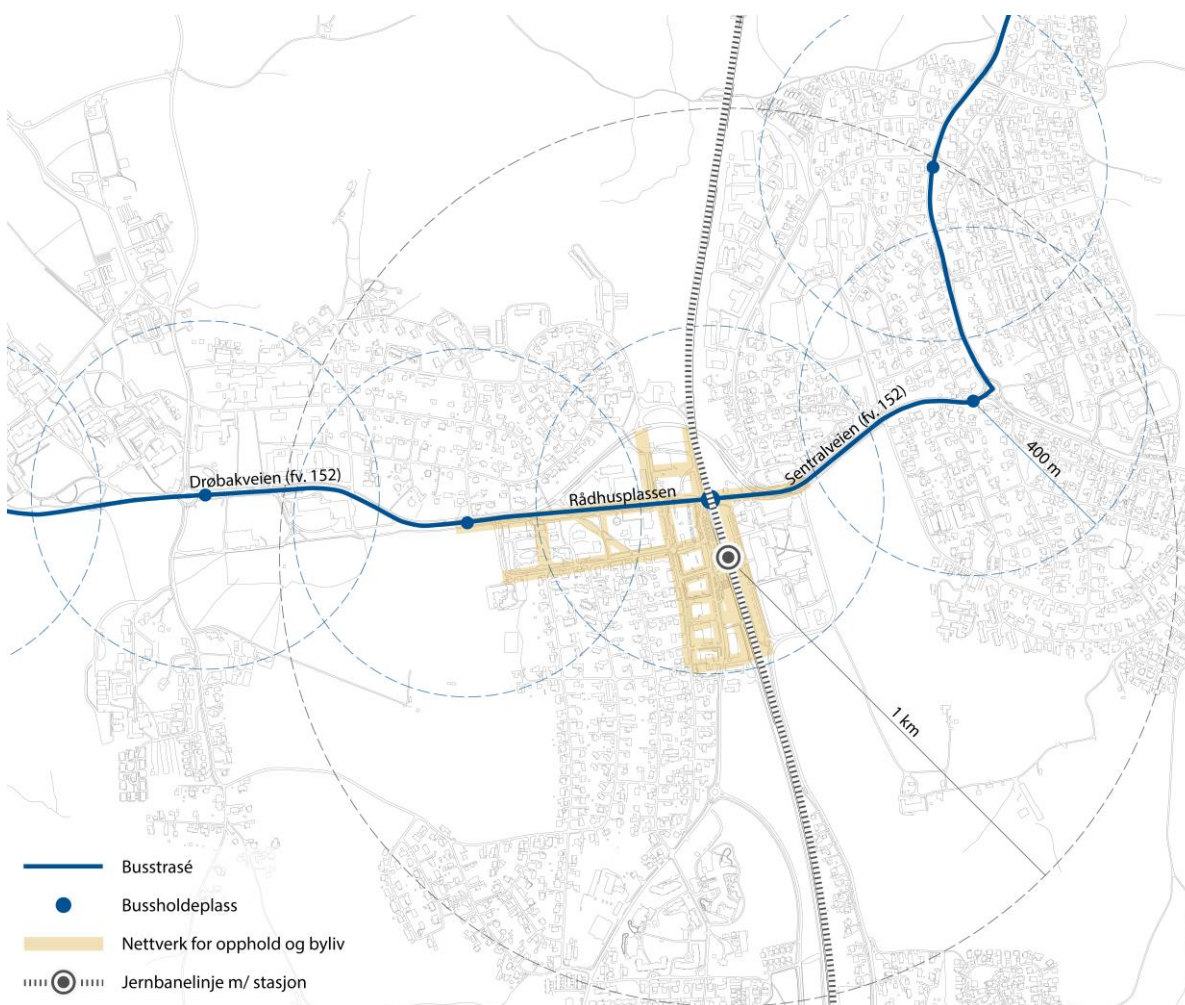 Drøbakveien (fv. 152)
Rådhusplassen
Sentralveien (fv. 152)
400 m
1 km
Busstrasé
Bussholdeplass
Nettverk for opphold og byliv
Jernbanelinje m/ stasjon